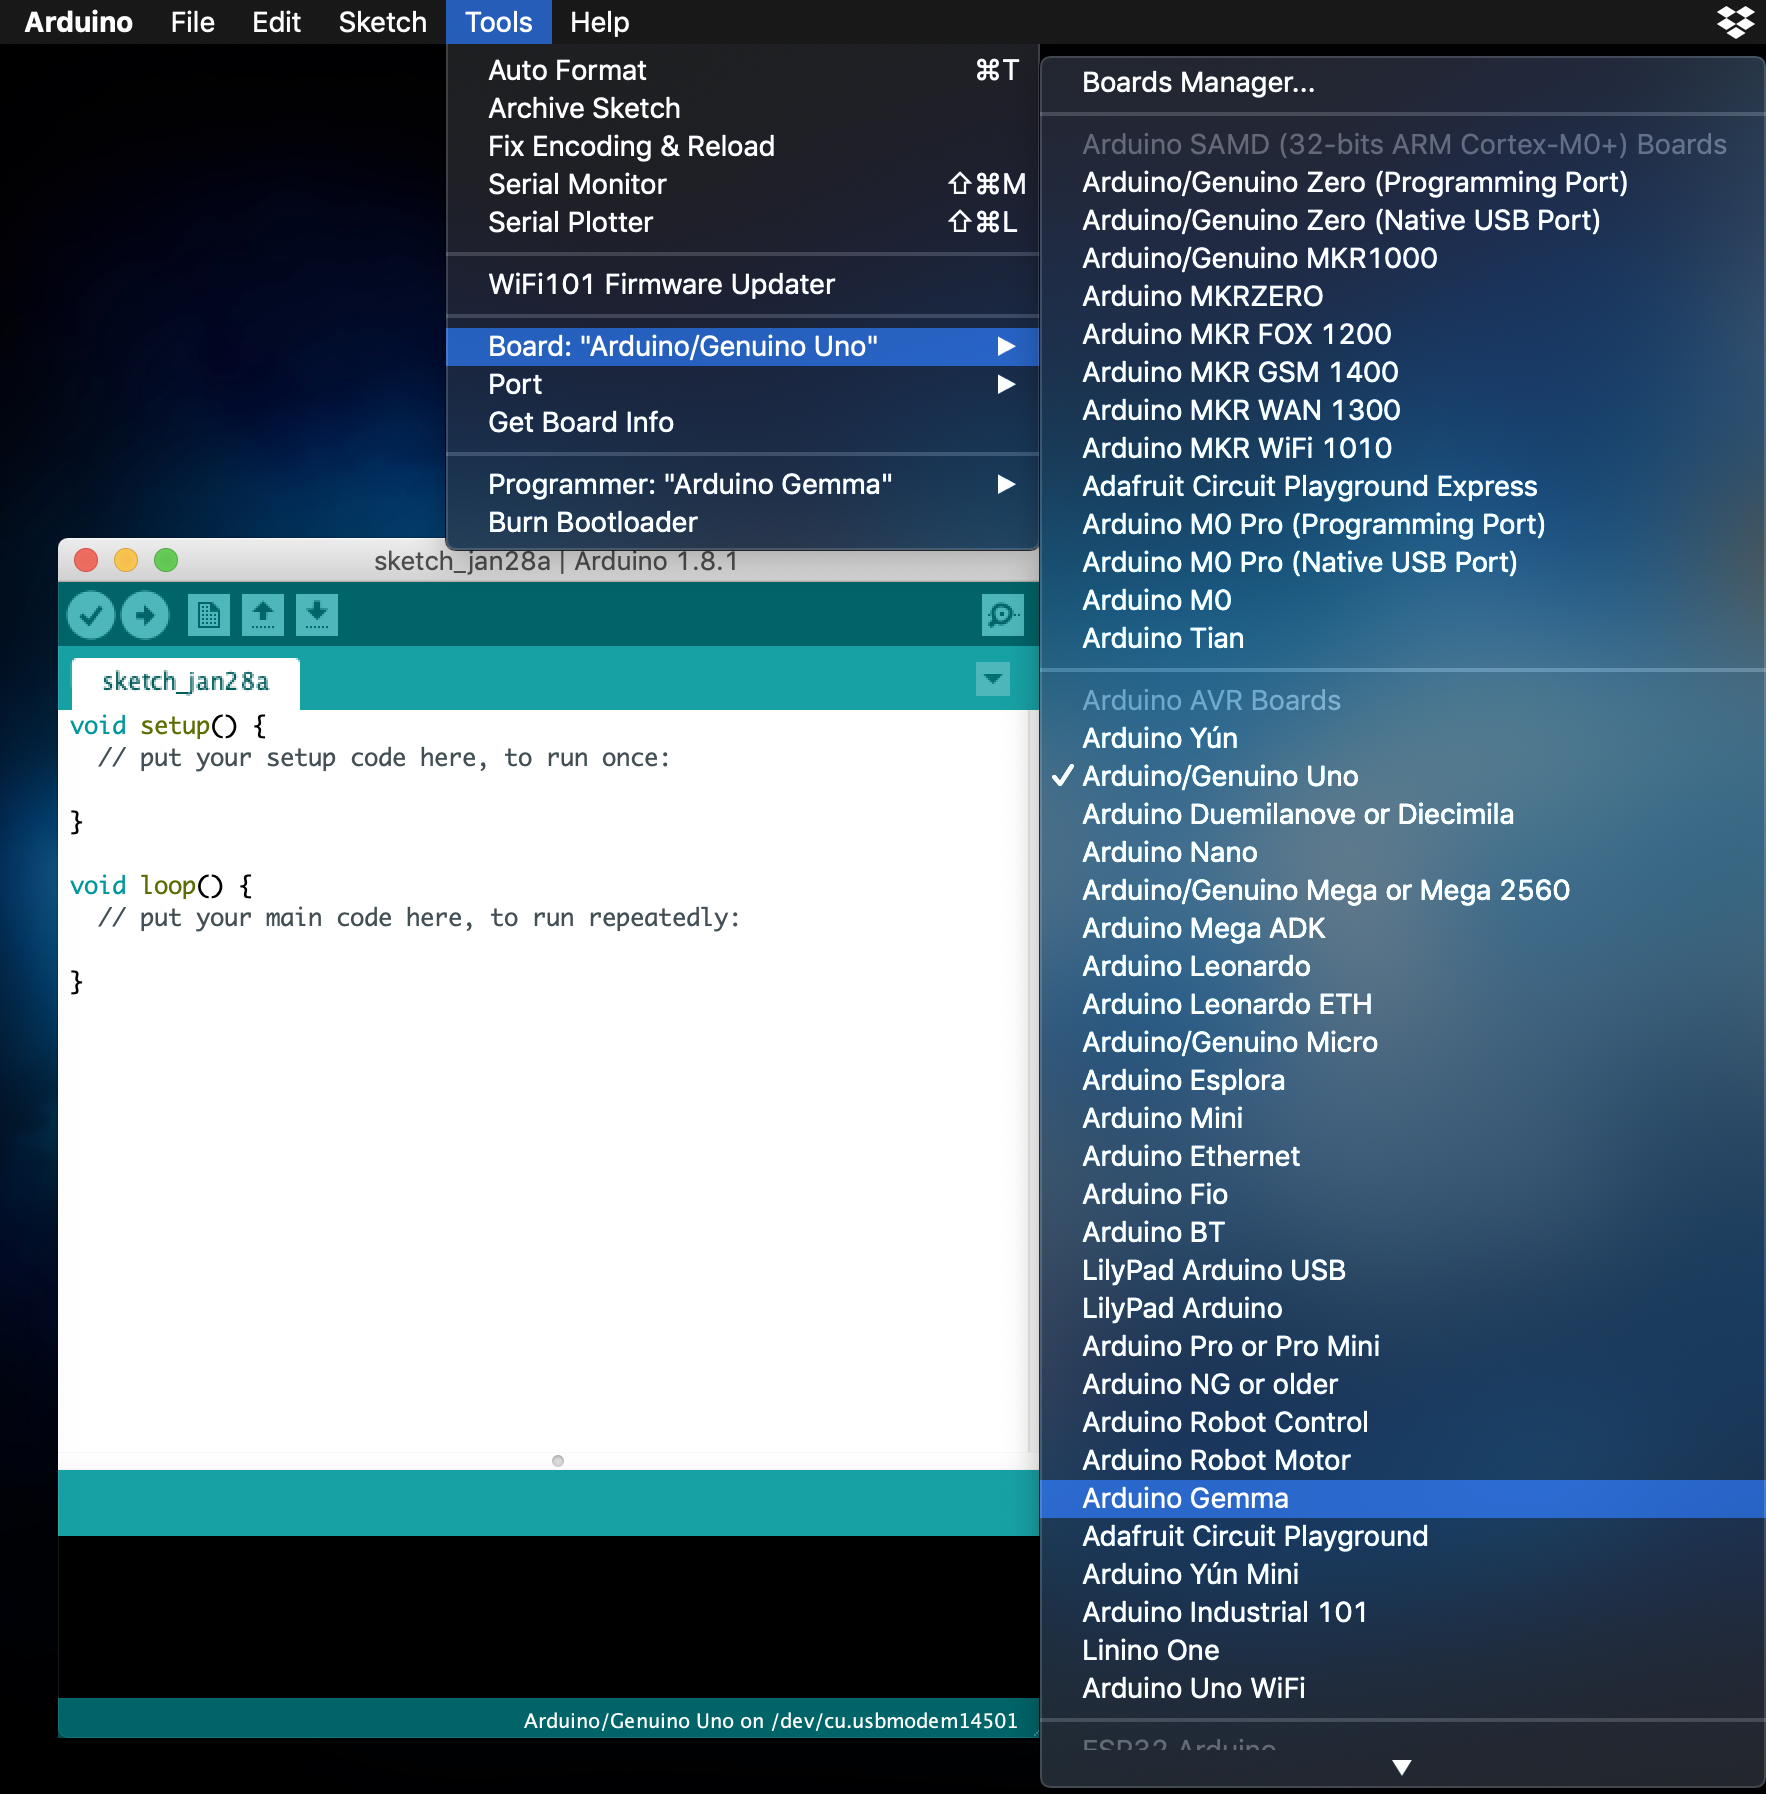 Arduino File Edit Sketch Tools Help
Auto Format ⌘T
Archive Sketch
Fix Encoding & Reload
Serial Monitor ⇧⌘M
Serial Plotter ⇧⌘L
WiFi101 Firmware Updater
Board: "Arduino/Genuino Uno"
Port
Get Board Info
Programmer: "Arduino Gemma"
Burn Bootloader
Boards Manager...
Arduino SAMD (32-bits ARM Cortex-M0+) Boards
Arduino/Genuino Zero (Programming Port)
Arduino/Genuino Zero (Native USB Port)
Arduino/Genuino MKR1000
Arduino MKRZERO
Arduino MKR FOX 1200
Arduino MKR GSM 1400
Arduino MKR WAN 1300
Arduino MKR WiFi 1010
Adafruit Circuit Playground Express
Arduino M0 Pro (Programming Port)
Arduino M0 Pro (Native USB Port)
Arduino M0
Arduino Tian
Arduino AVR Boards
Arduino Yún
✓ Arduino/Genuino Uno
Arduino Duemilanove or Diecimila
Arduino Nano
Arduino/Genuino Mega or Mega 2560
Arduino Mega ADK
Arduino Leonardo
Arduino Leonardo ETH
Arduino/Genuino Micro
Arduino Esplora
Arduino Mini
Arduino Ethernet
Arduino Fio
Arduino BT
LilyPad Arduino USB
LilyPad Arduino
Arduino Pro or Pro Mini
Arduino NG or older
Arduino Robot Control
Arduino Robot Motor
Arduino Gemma
Adafruit Circuit Playground
Arduino Yún Mini
Arduino Industrial 101
Linino One
Arduino Uno WiFi
ESP32 Arduino
sketch_jan28a | Arduino 1.8.1
sketch_jan28a
void setup() {
  // put your setup code here, to run once:
}
void loop() {
  // put your main code here, to run repeatedly:
}
Arduino/Genuino Uno on /dev/cu.usbmodem14501